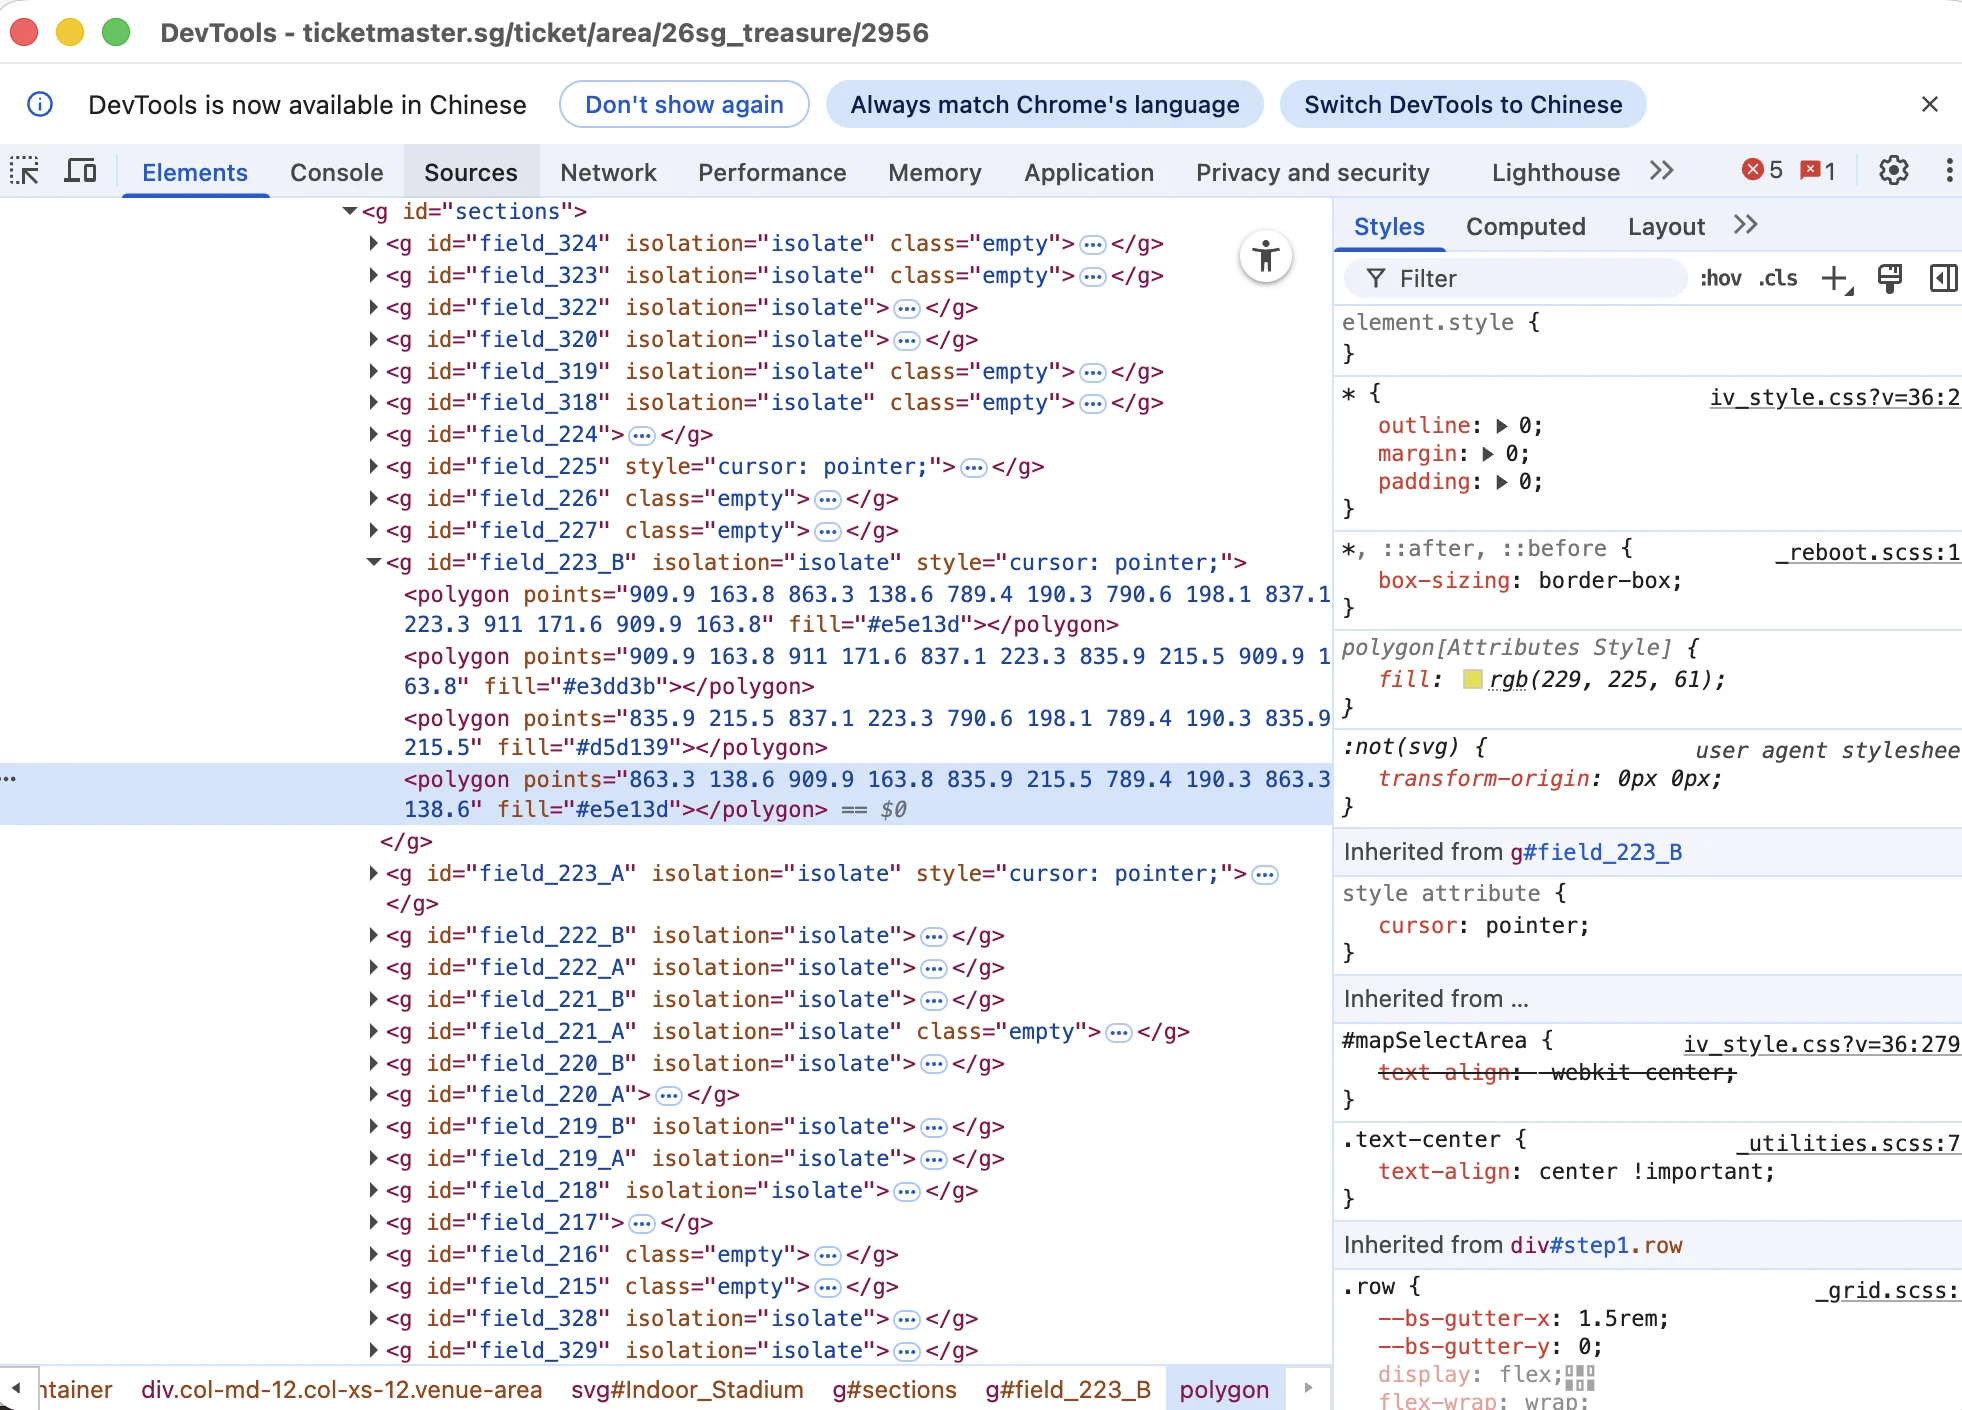 DevTools - ticketmaster.sg/ticket/area/26sg_treasure/2956
DevTools is now available in Chinese
Don't show again
Always match Chrome's language
Switch DevTools to Chinese
Elements
Console
Sources
Network
Performance
Memory
Application
Privacy and security
Lighthouse
5
1
<g id="sections">
<g id="field_324" isolation="isolate" class="empty">…</g>
<g id="field_323" isolation="isolate" class="empty">…</g>
<g id="field_322" isolation="isolate">…</g>
<g id="field_320" isolation="isolate">…</g>
<g id="field_319" isolation="isolate" class="empty">…</g>
<g id="field_318" isolation="isolate" class="empty">…</g>
<g id="field_224">…</g>
<g id="field_225" style="cursor: pointer;">…</g>
<g id="field_226" class="empty">…</g>
<g id="field_227" class="empty">…</g>
<g id="field_223_B" isolation="isolate" style="cursor: pointer;">
<polygon points="909.9 163.8 863.3 138.6 789.4 190.3 790.6 198.1 837.1
223.3 911 171.6 909.9 163.8" fill="#e5e13d"></polygon>
<polygon points="909.9 163.8 911 171.6 837.1 223.3 835.9 215.5 909.9 1
63.8" fill="#e3dd3b"></polygon>
<polygon points="835.9 215.5 837.1 223.3 790.6 198.1 789.4 190.3 835.9
215.5" fill="#d5d139"></polygon>
<polygon points="863.3 138.6 909.9 163.8 835.9 215.5 789.4 190.3 863.3
138.6" fill="#e5e13d"></polygon> == $0
</g>
<g id="field_223_A" isolation="isolate" style="cursor: pointer;">…
</g>
<g id="field_222_B" isolation="isolate">…</g>
<g id="field_222_A" isolation="isolate">…</g>
<g id="field_221_B" isolation="isolate">…</g>
<g id="field_221_A" isolation="isolate" class="empty">…</g>
<g id="field_220_B" isolation="isolate">…</g>
<g id="field_220_A">…</g>
<g id="field_219_B" isolation="isolate">…</g>
<g id="field_219_A" isolation="isolate">…</g>
<g id="field_218" isolation="isolate">…</g>
<g id="field_217">…</g>
<g id="field_216" class="empty">…</g>
<g id="field_215" class="empty">…</g>
<g id="field_328" isolation="isolate">…</g>
<g id="field_329" isolation="isolate">…</g>
ntainer
div.col-md-12.col-xs-12.venue-area
svg#Indoor_Stadium
g#sections
g#field_223_B
polygon
Styles
Computed
Layout
Filter
:hov
.cls
element.style {
}
* {
iv_style.css?v=36:2
outline: 0;
margin: 0;
padding: 0;
}
*, ::after, ::before {
_reboot.scss:1
box-sizing: border-box;
}
polygon[Attributes Style] {
fill: rgb(229, 225, 61);
}
:not(svg) {
user agent styleshee
transform-origin: 0px 0px;
}
Inherited from g#field_223_B
style attribute {
cursor: pointer;
}
Inherited from ...
#mapSelectArea {
iv_style.css?v=36:279
text-align: -webkit-center;
}
.text-center {
_utilities.scss:7
text-align: center !important;
}
Inherited from div#step1.row
.row {
_grid.scss:
--bs-gutter-x: 1.5rem;
--bs-gutter-y: 0;
display: flex;
flex-wrap: wrap;